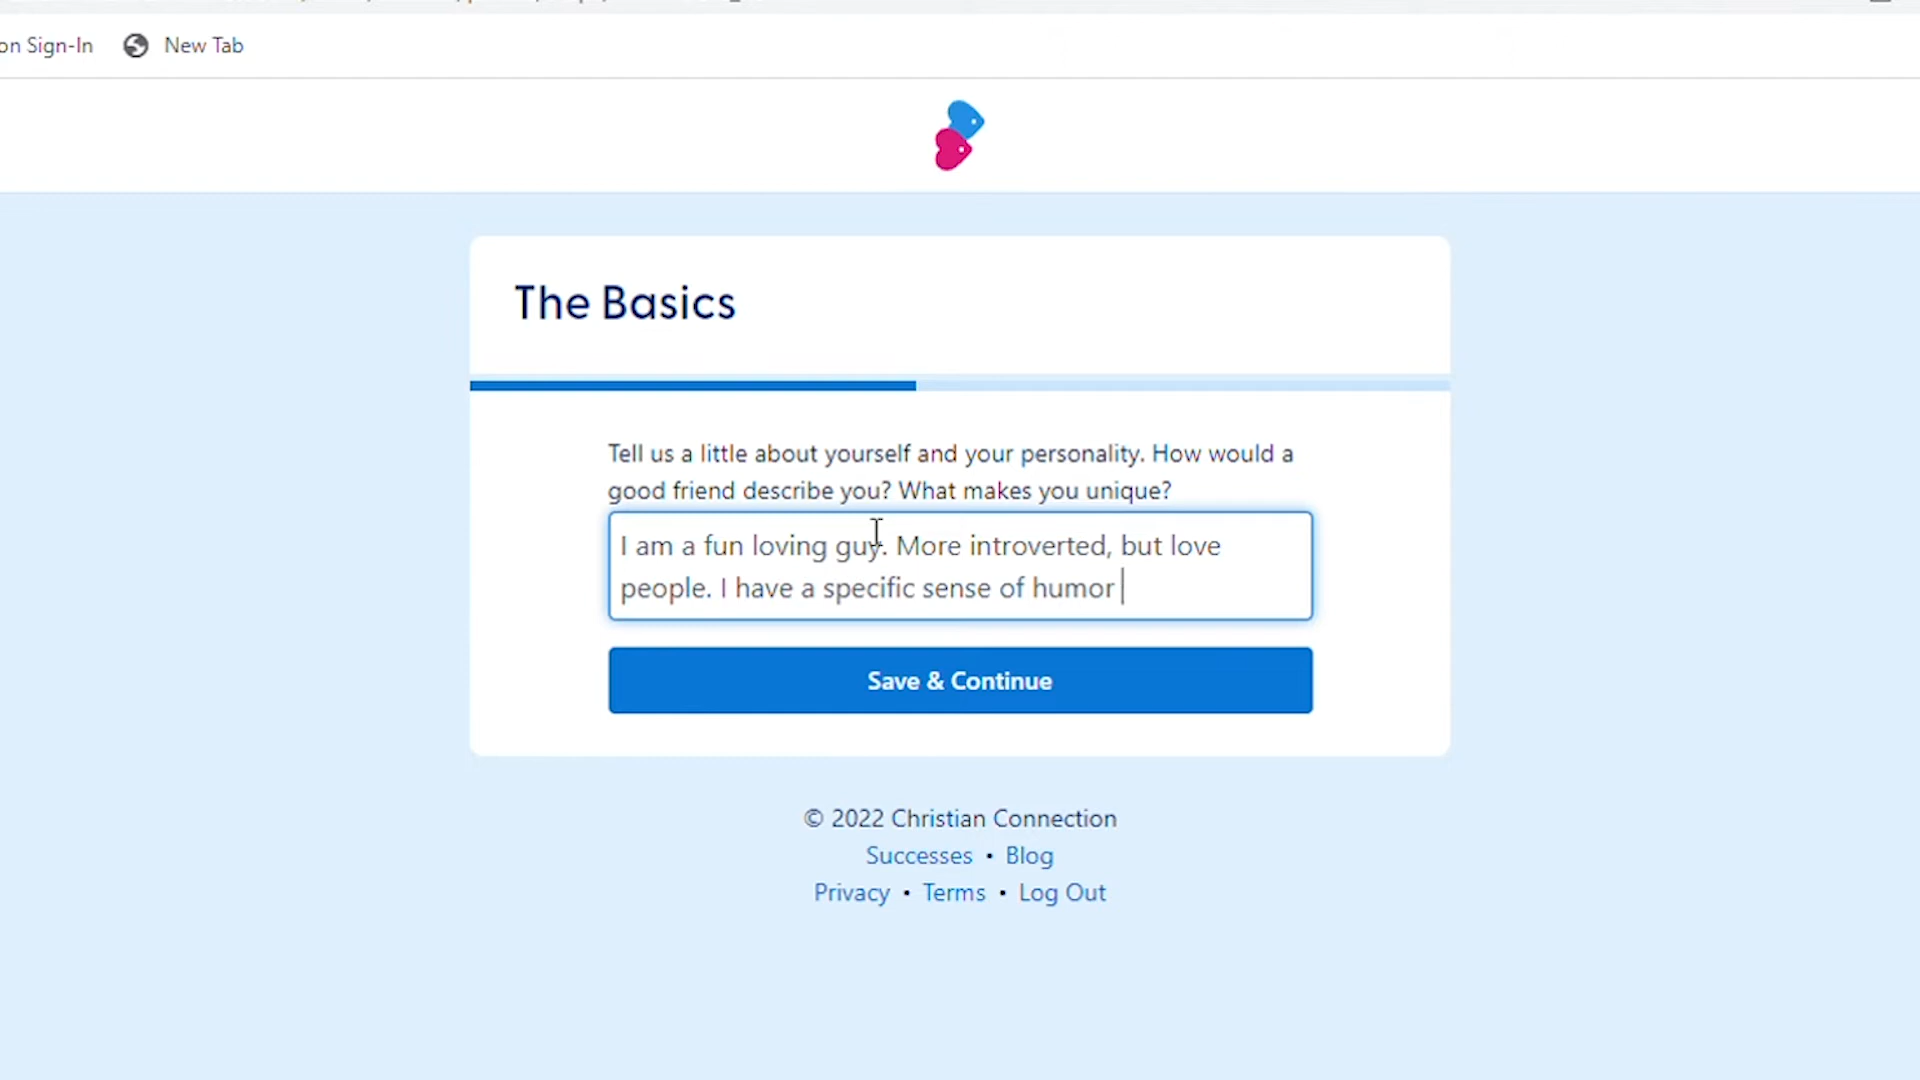 on Sign-In New Tab
The Basics
Tell us a little about yourself and your personality. How would a
good friend describe you? What makes you unique?
I am a fun loving guy. More introverted, but love
people. I have a specific sense of humor
Save & Continue
© 2022 Christian Connection
Successes • Blog
Privacy • Terms • Log Out